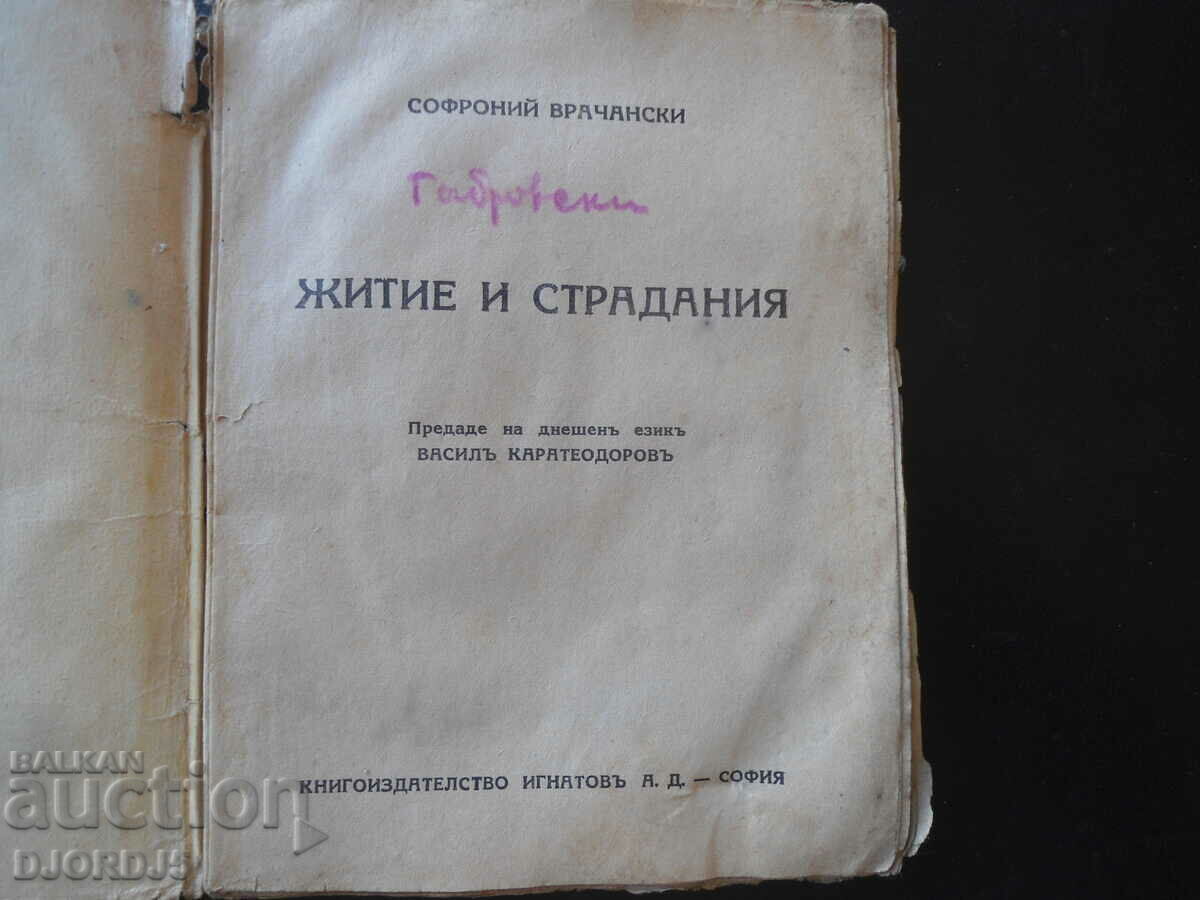 СОФРОНИЙ ВРАЧАНСКИ
Габровски
ЖИТИЕ И СТРАДАНИЯ
Предаде на днешенъ езикъ
ВАСИЛЪ КАРАТЕОДОРОВЪ
КНИГОИЗДАТЕЛСТВО ИГНАТОВЪ А. Д. — СОФИЯ
BALKAN
auction
DJORDJ5